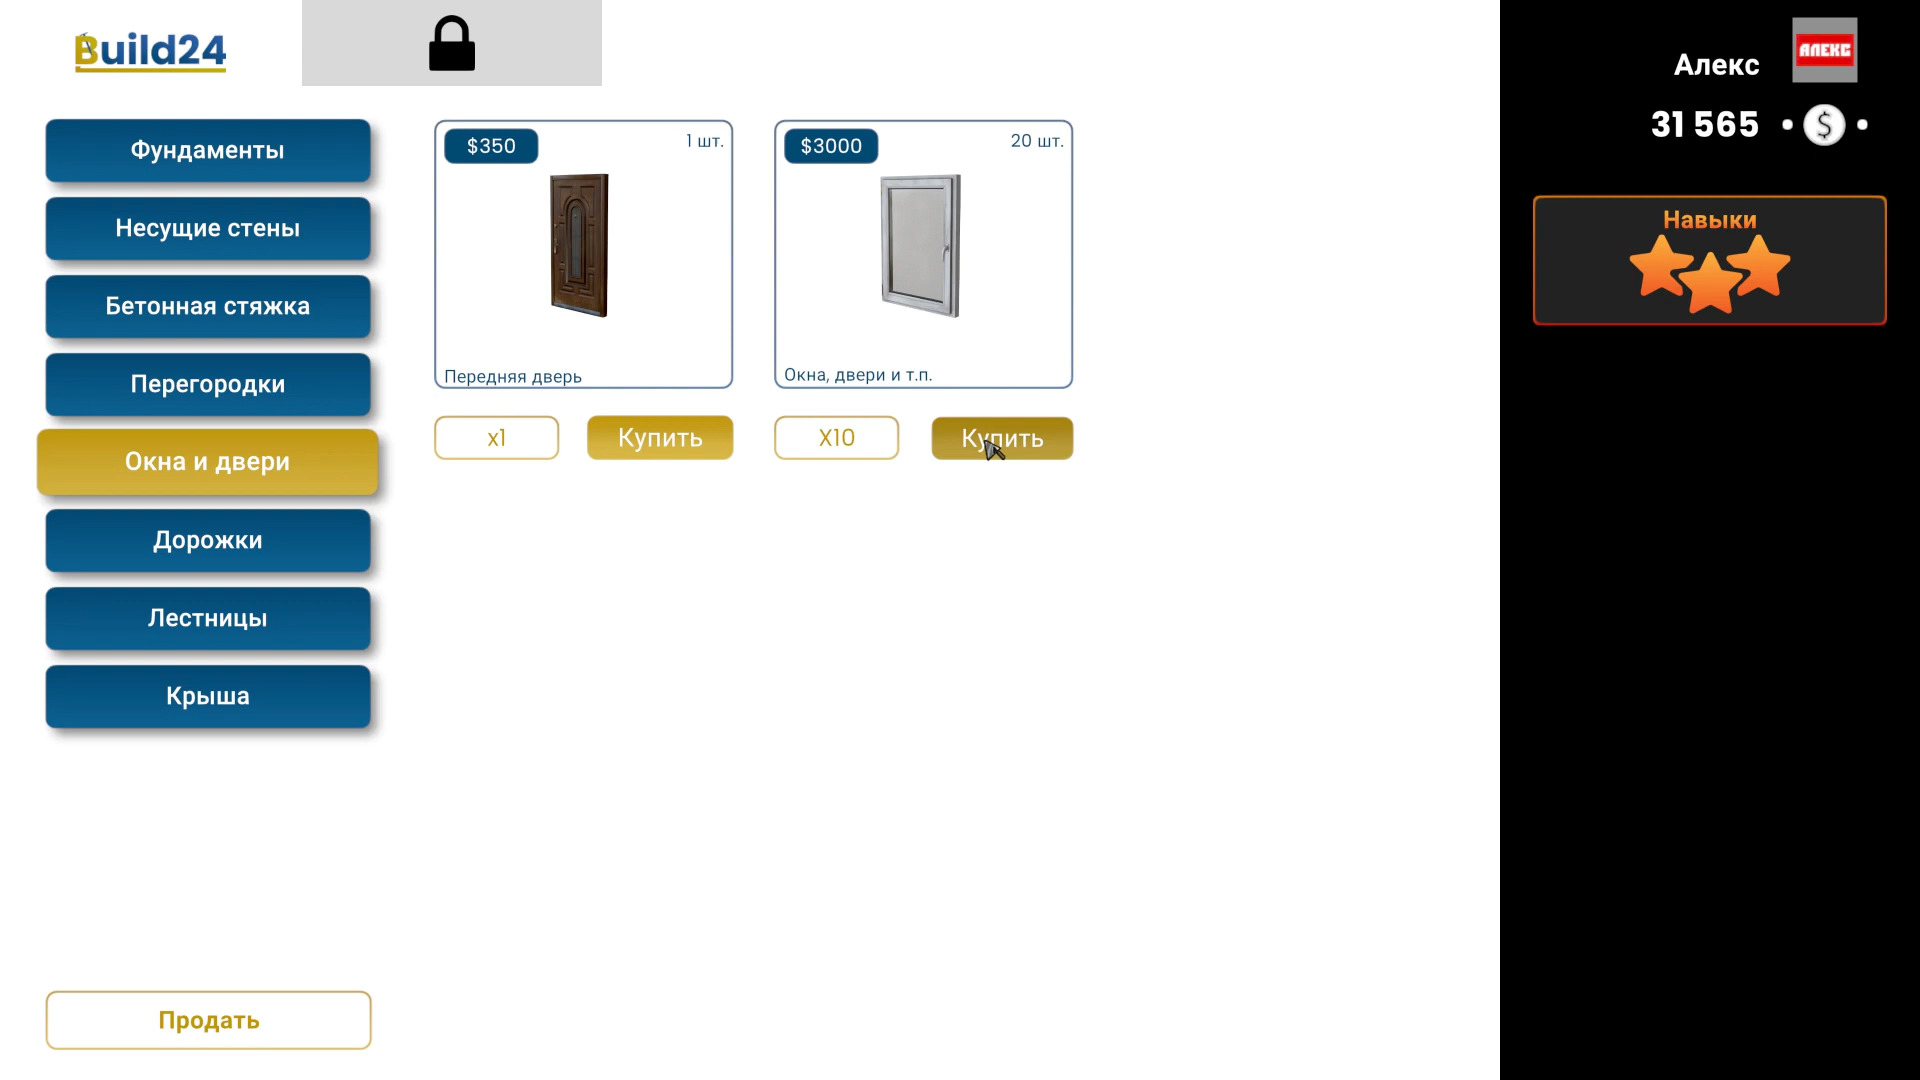 Build24
Алекс
АЛЕКС
31 565
$
Навыки
Фундаменты
Несущие стены
Бетонная стяжка
Перегородки
Окна и двери
Дорожки
Лестницы
Крыша
Продать
$350
1 шт.
Передняя дверь
x1
Купить
$3000
20 шт.
Окна, двери и т.п.
X10
Купить